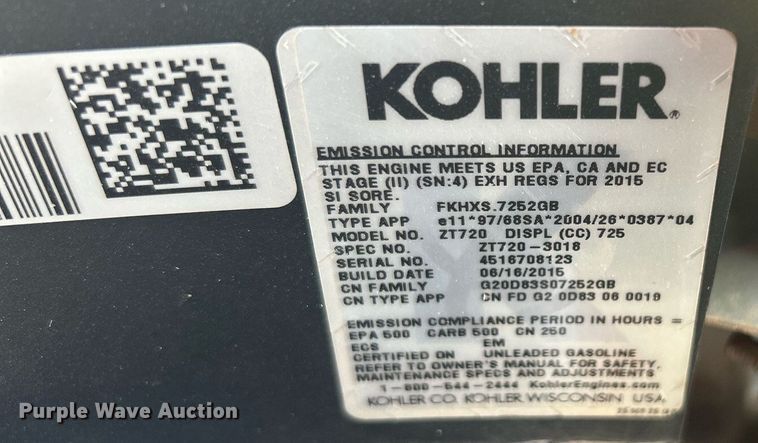 KOHLER®
EMISSION CONTROL INFORMATION
THIS ENGINE MEETS US EPA, CA AND EC
STAGE (II) (SN:4) EXH REGS FOR 2015
SI SORE.
FAMILY FKHXS.7252GB
TYPE APP e11*97/68SA*2004/26*0387*04
MODEL NO. ZT720 DISPL (CC) 725
SPEC NO. ZT720-3018
SERIAL NO. 4516708123
BUILD DATE 06/16/2015
CN FAMILY G20D83S07252GB
CN TYPE APP CN FD G2 0D83 06 0019
EMISSION COMPLIANCE PERIOD IN HOURS =
EPA 500 CARB 500 CN 250
ECS EM
CERTIFIED ON UNLEADED GASOLINE
REFER TO OWNER'S MANUAL FOR SAFETY,
MAINTENANCE SPECS AND ADJUSTMENTS
1-800-544-2444 KohlerEngines.com
KOHLER CO. KOHLER WISCONSIN USA
Purple Wave Auction